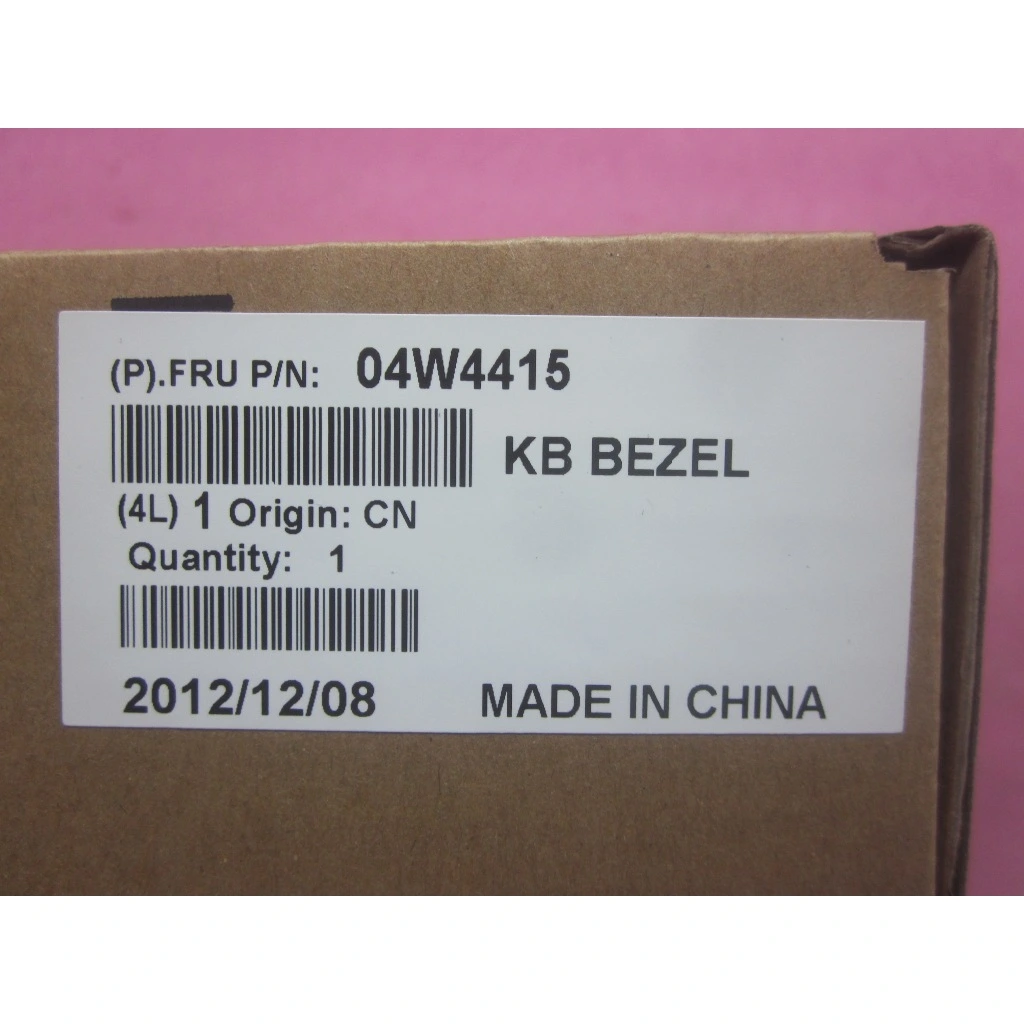 (P).FRU P/N: 04W4415
KB BEZEL
(4L) 1 Origin: CN
Quantity: 1
2012/12/08 MADE IN CHINA